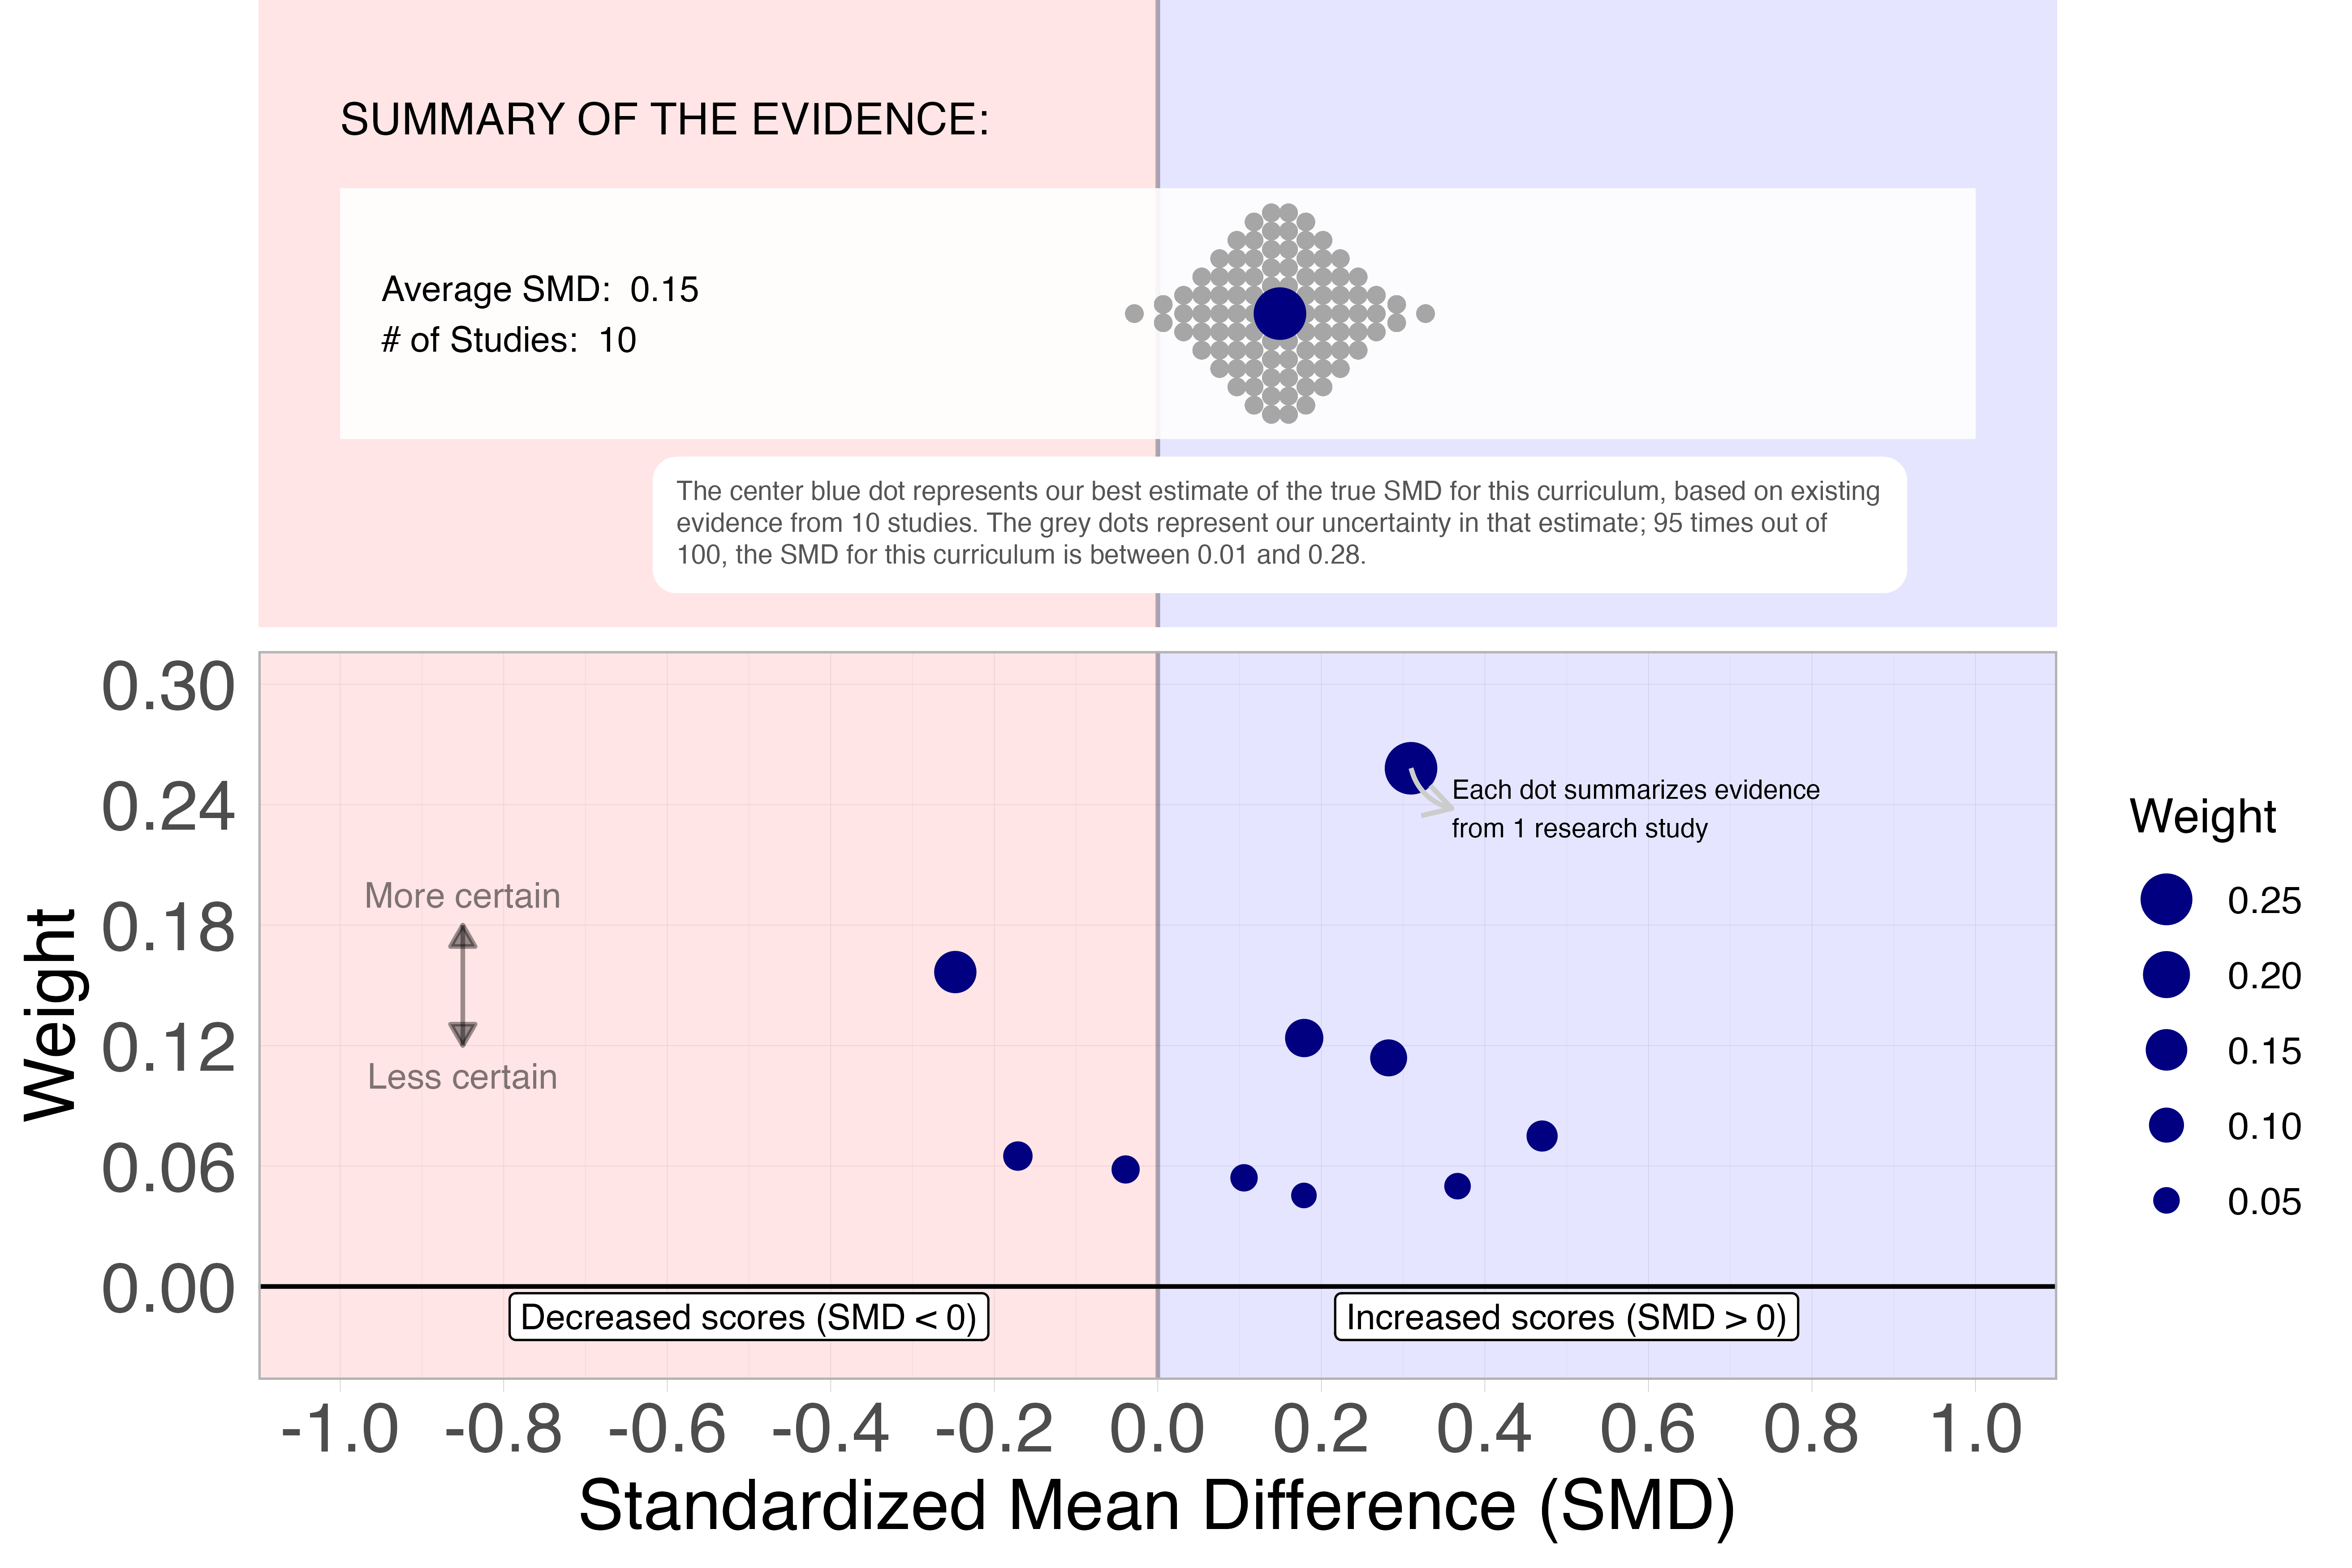 SUMMARY OF THE EVIDENCE:
Average SMD: 0.15
# of Studies: 10
The center blue dot represents our best estimate of the true SMD for this curriculum, based on existing
evidence from 10 studies. The grey dots represent our uncertainty in that estimate; 95 times out of
100, the SMD for this curriculum is between 0.01 and 0.28.
0.30
0.24
0.18
0.12
0.06
0.00
Weight
More certain
Less certain
Each dot summarizes evidence
from 1 research study
Decreased scores (SMD < 0)
Increased scores (SMD > 0)
-1.0 -0.8 -0.6 -0.4 -0.2 0.0 0.2 0.4 0.6 0.8 1.0
Standardized Mean Difference (SMD)
Weight
0.25
0.20
0.15
0.10
0.05